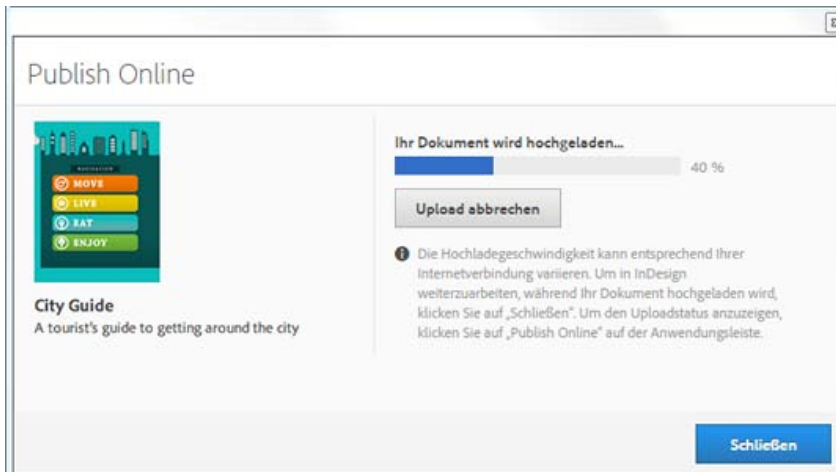 Publish Online
NAVIGATION
MOVE
LIVE
EAT
ENJOY
City Guide
A tourist's guide to getting around the city
Ihr Dokument wird hochgeladen...
40 %
Upload abbrechen
Die Hochladegeschwindigkeit kann entsprechend Ihrer
Internetverbindung variieren. Um in InDesign
weiterzuarbeiten, während Ihr Dokument hochgeladen wird,
klicken Sie auf „Schließen“. Um den Uploadstatus anzuzeigen,
klicken Sie auf „Publish Online“ auf der Anwendungsleiste.
Schließen